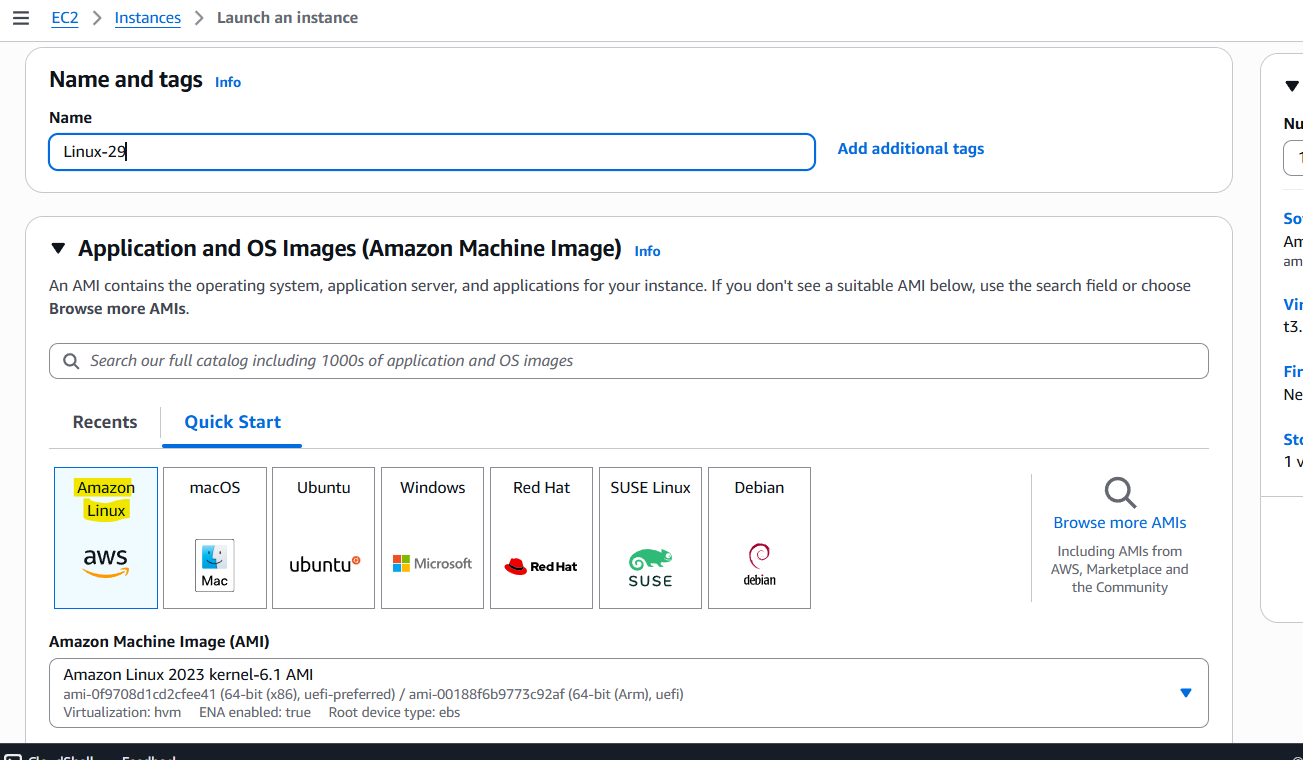 EC2 > Instances > Launch an instance
Name and tags Info
Name
Linux-29
Add additional tags
Application and OS Images (Amazon Machine Image) Info
An AMI contains the operating system, application server, and applications for your instance. If you don't see a suitable AMI below, use the search field or choose
Browse more AMIs.
Search our full catalog including 1000s of application and OS images
Recents
Quick Start
Amazon
Linux
aws
macOS
Mac
Ubuntu
ubuntu
Windows
Microsoft
Red Hat
Red Hat
SUSE Linux
SUSE
Debian
debian
Browse more AMIs
Including AMIs from
AWS, Marketplace and
the Community
Amazon Machine Image (AMI)
Amazon Linux 2023 kernel-6.1 AMI
ami-0f9708d1cd2cfee41 (64-bit (x86), uefi-preferred) / ami-00188f6b9773c92af (64-bit (Arm), uefi)
Virtualization: hvm ENA enabled: true Root device type: ebs
t3.
CloudShell Feedback